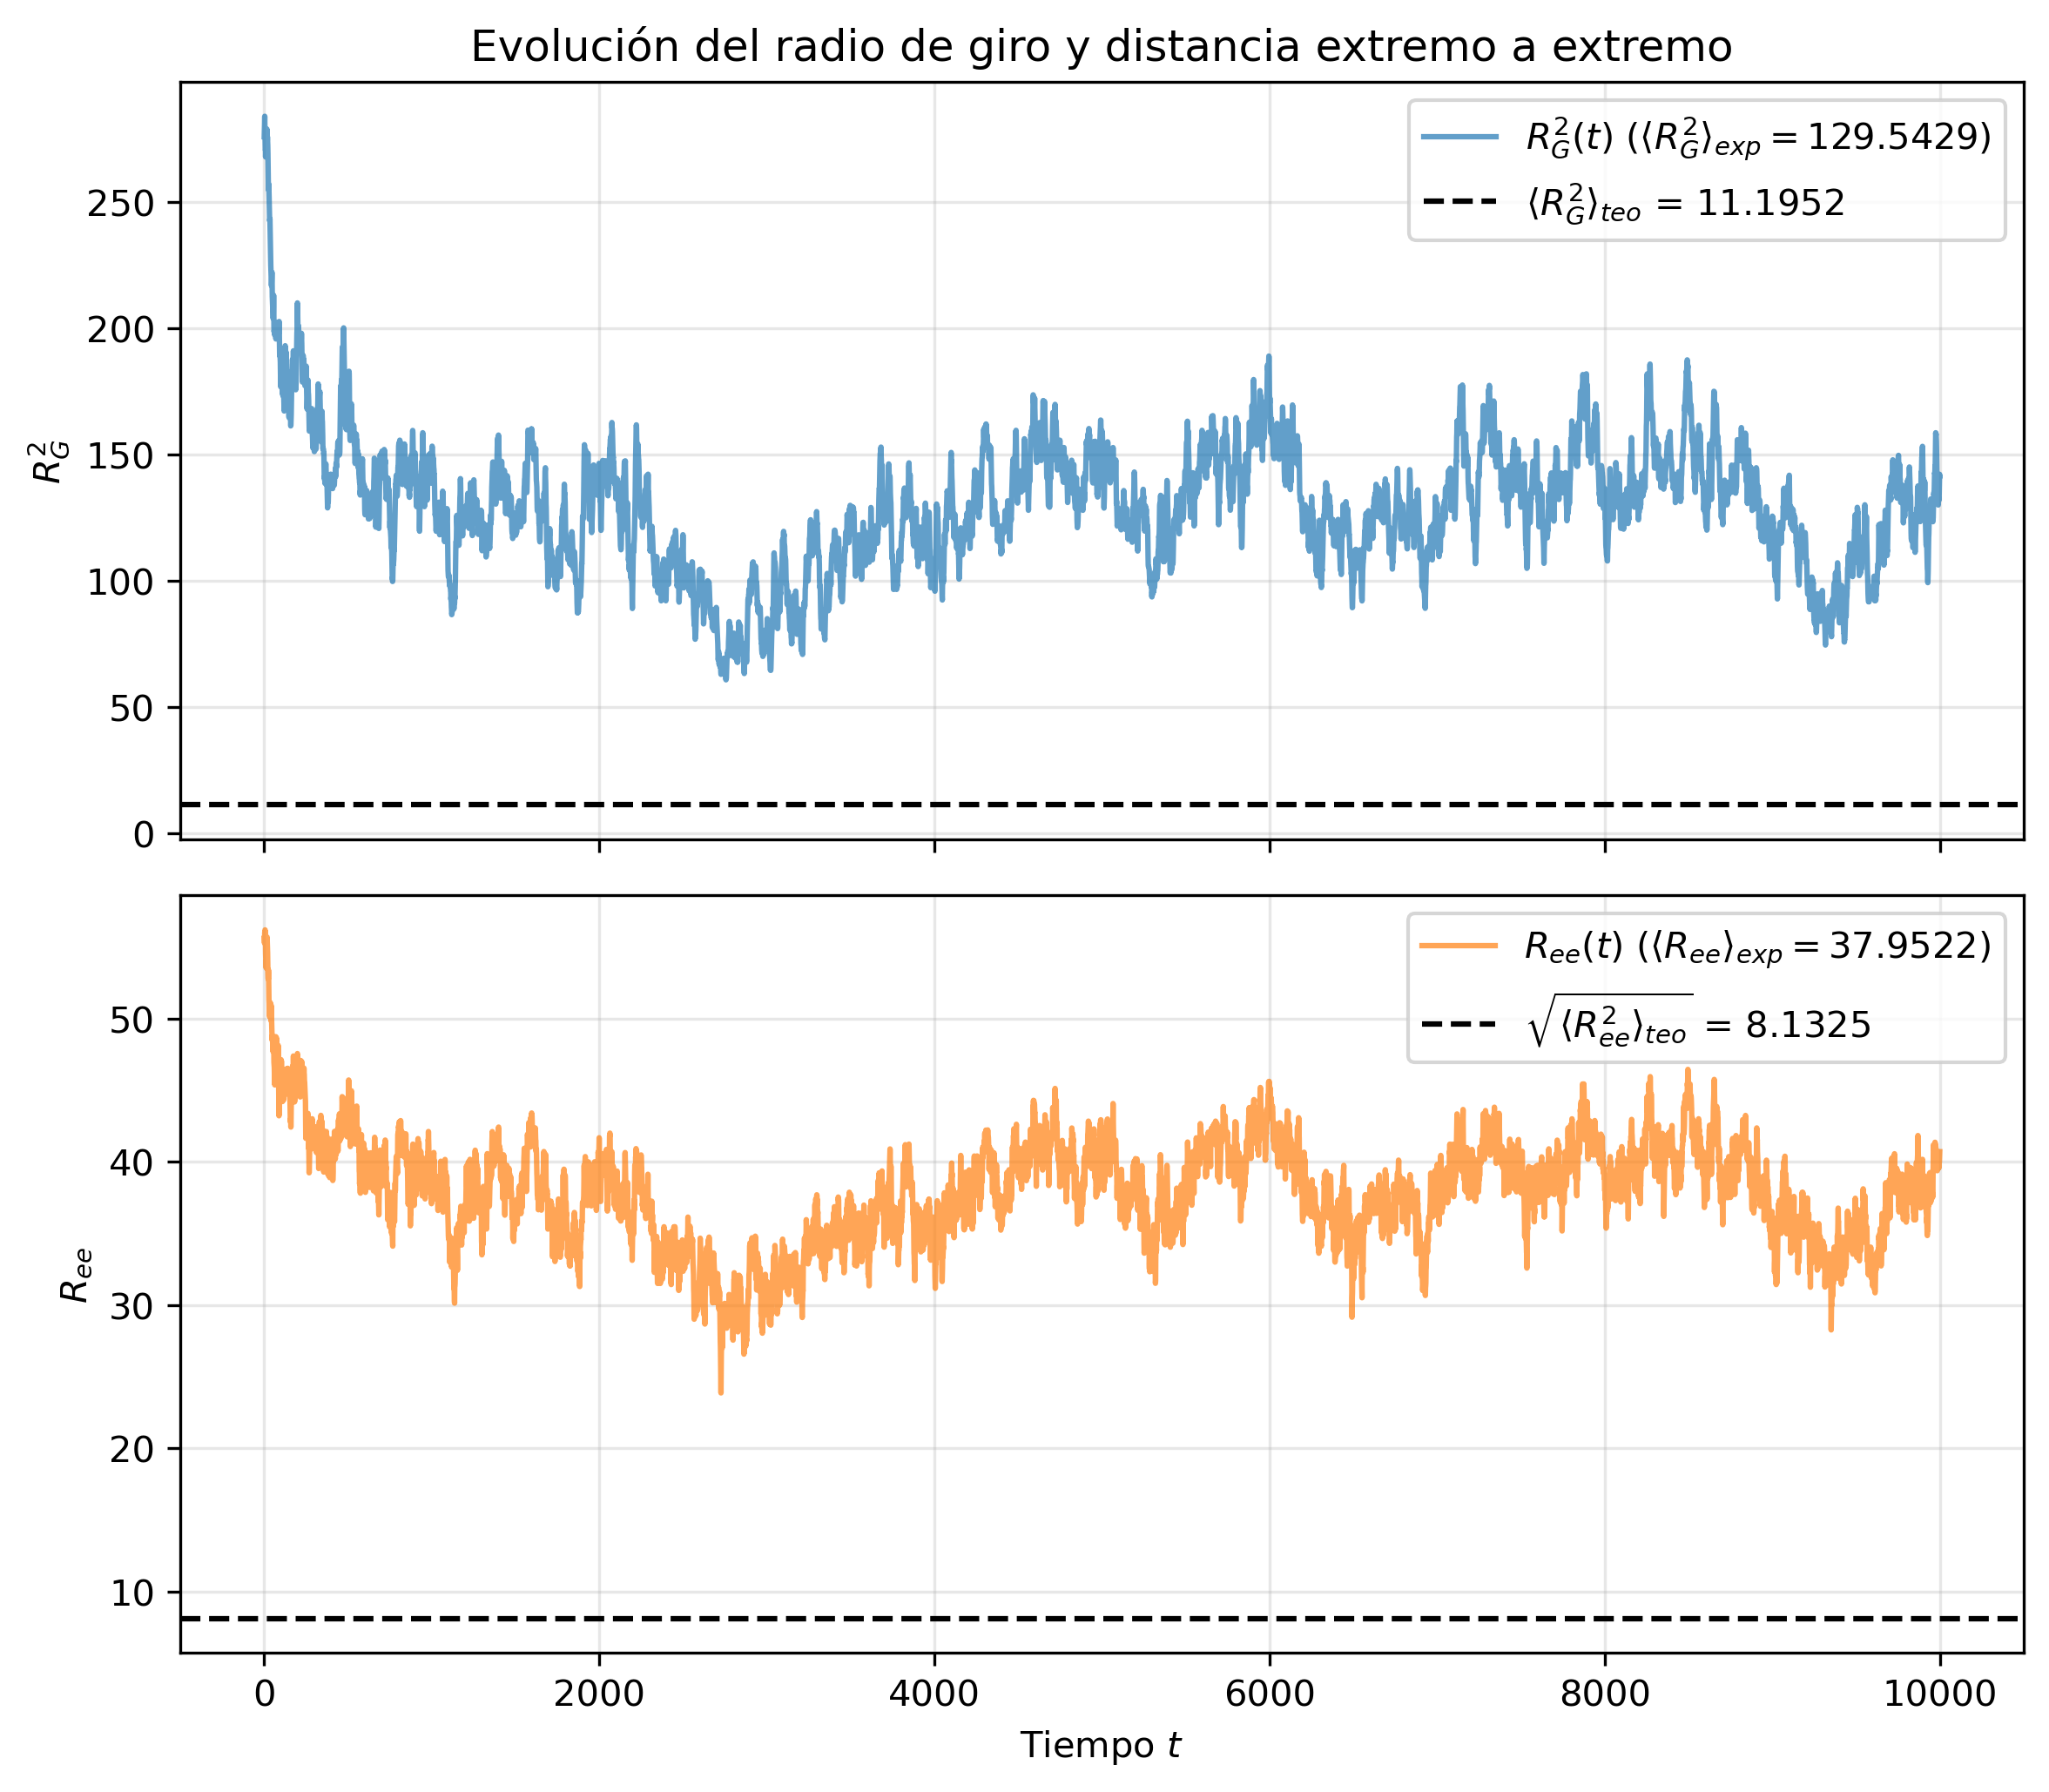 Evolución del radio de giro y distancia extremo a extremo
R_G^2(t) (⟨R_G^2⟩_exp = 129.5429)
⟨R_G^2⟩_teo = 11.1952
250
200
150
100
50
0
R_G^2
R_ee(t) (⟨R_ee⟩_exp = 37.9522)
√⟨R_ee^2⟩_teo = 8.1325
50
40
30
20
10
R_ee
0 2000 4000 6000 8000 10000
Tiempo t